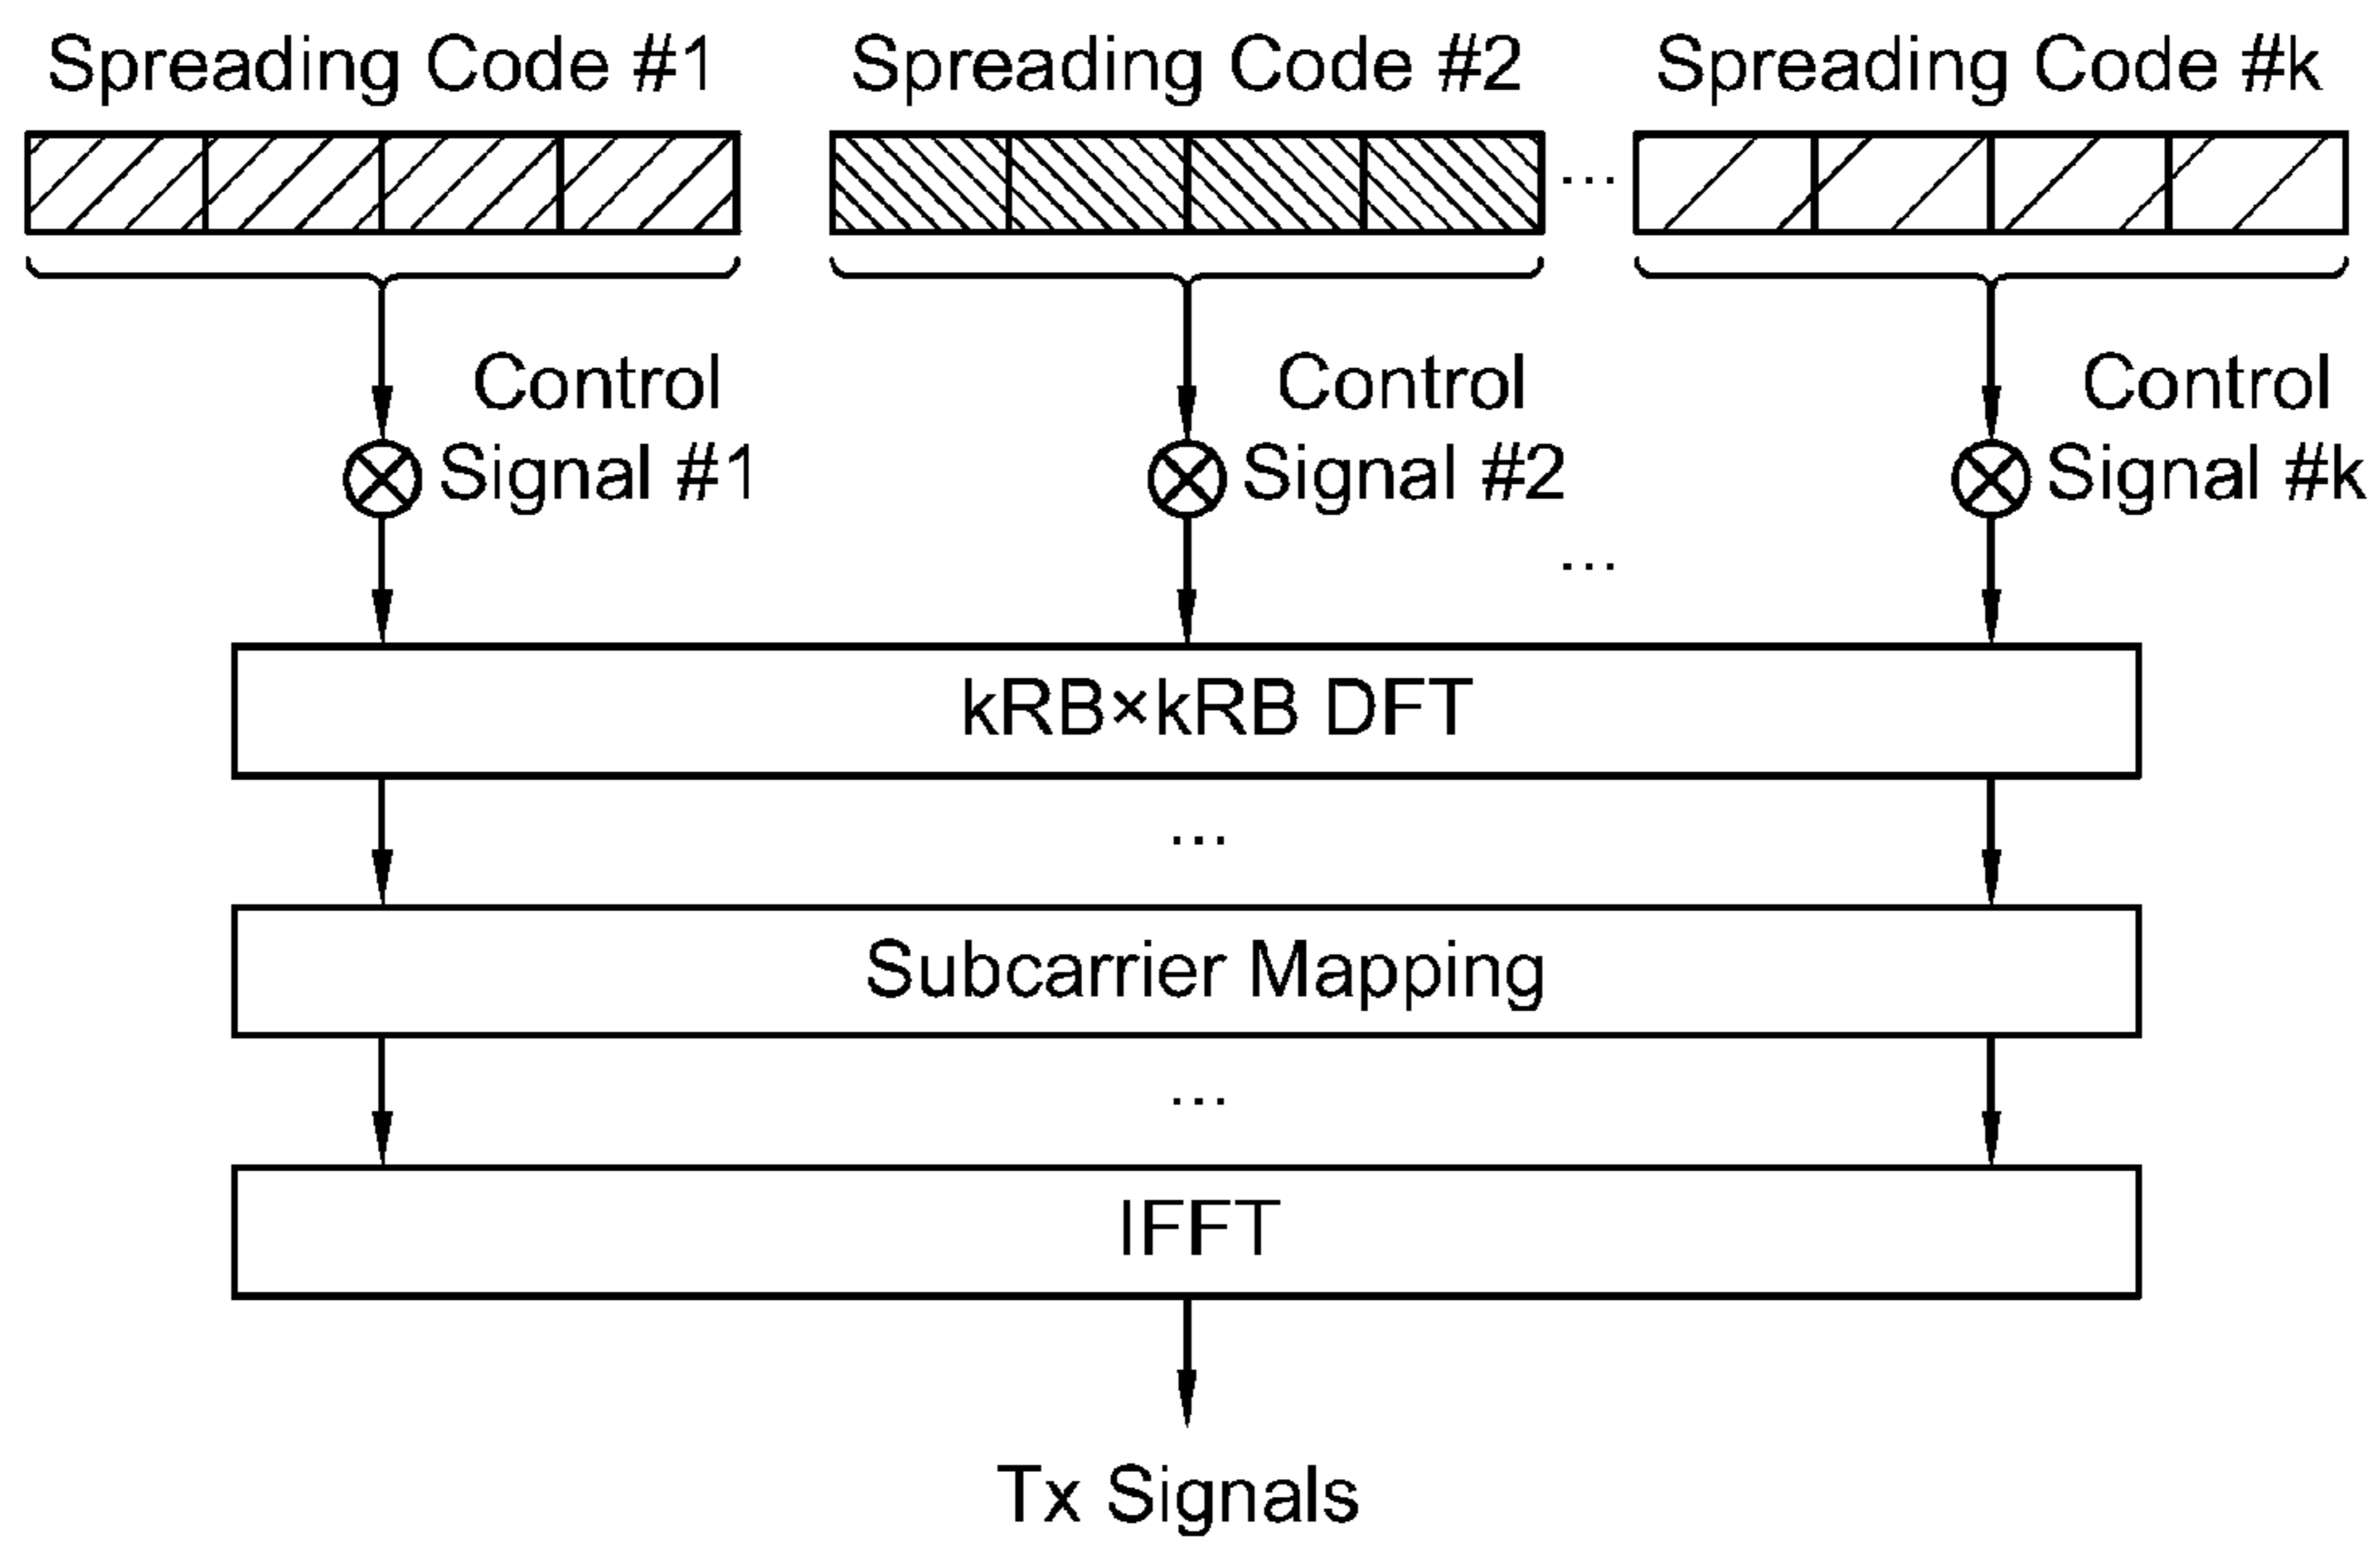 Spreading Code #1 Spreading Code #2 Spreading Code #k
...
Control Control Control
Signal #1 Signal #2 Signal #k
...
kRB×kRB DFT
...
Subcarrier Mapping
...
IFFT
Tx Signals